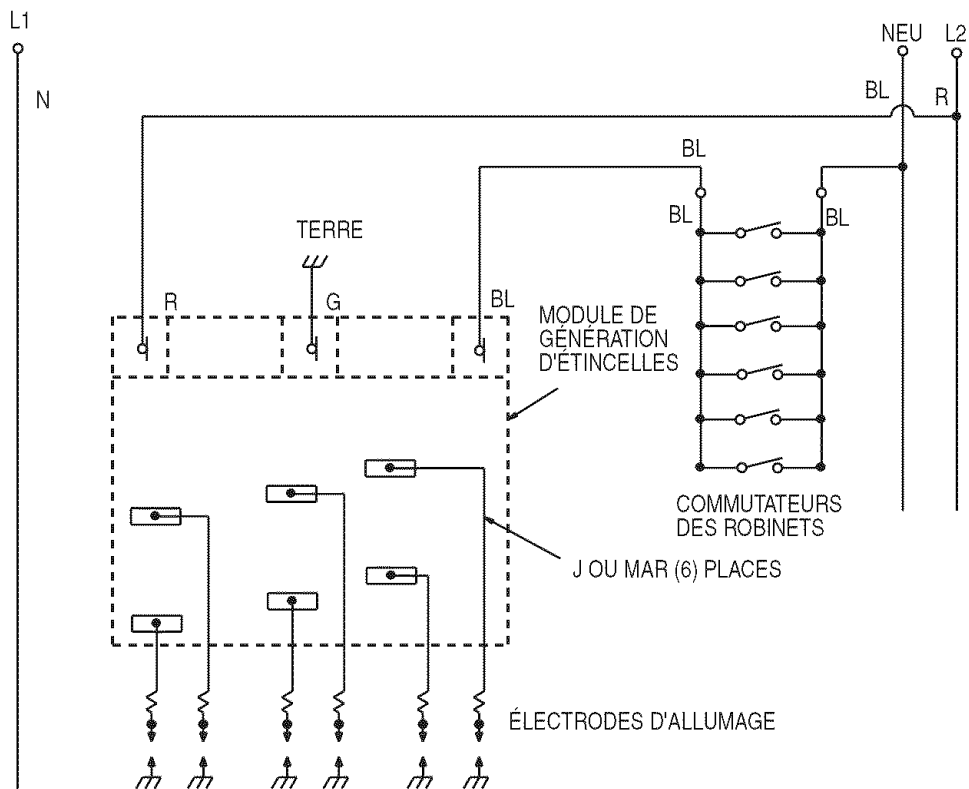 L1
NEU L2
N
BL R
BL
BL BL
TERRE
R G BL
MODULE DE
GÉNÉRATION
D'ÉTINCELLES
COMMUTATEURS
DES ROBINETS
J OU MAR (6) PLACES
ÉLECTRODES D'ALLUMAGE